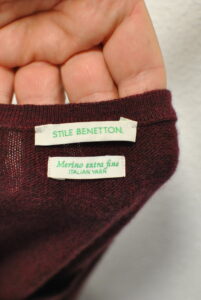 STILE BENETTON
Merino extra fine
ITALIAN YARN